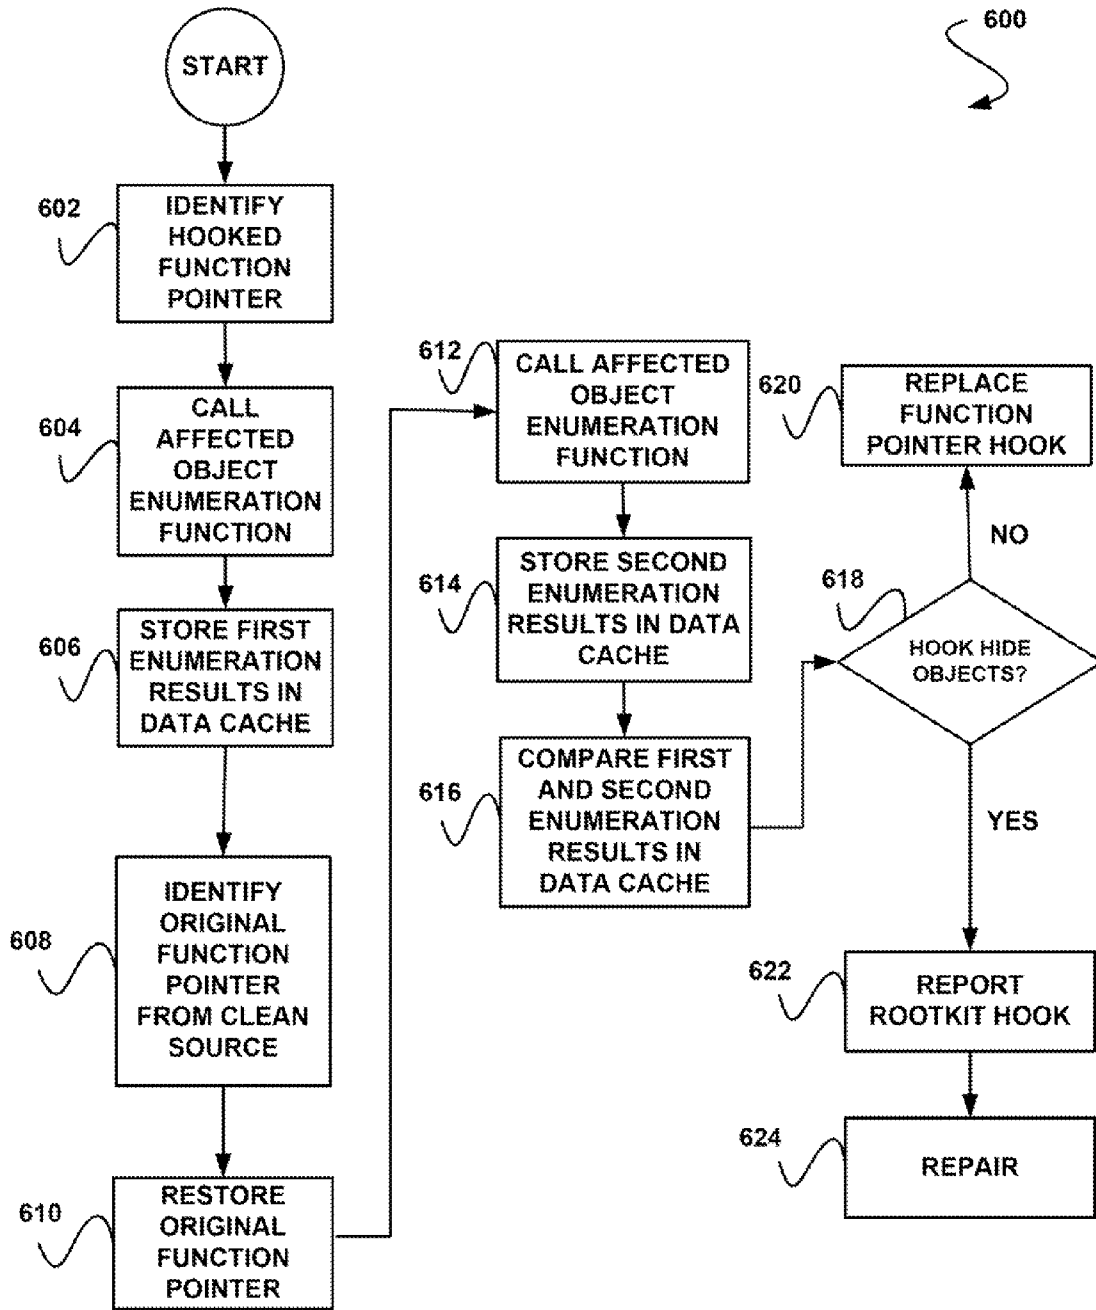 START
600
602
IDENTIFY
HOOKED
FUNCTION
POINTER
604
CALL
AFFECTED
OBJECT
ENUMERATION
FUNCTION
606
STORE FIRST
ENUMERATION
RESULTS IN
DATA CACHE
608
IDENTIFY
ORIGINAL
FUNCTION
POINTER
FROM CLEAN
SOURCE
610
RESTORE
ORIGINAL
FUNCTION
POINTER
612
CALL AFFECTED
OBJECT
ENUMERATION
FUNCTION
614
STORE SECOND
ENUMERATION
RESULTS IN DATA
CACHE
616
COMPARE FIRST
AND SECOND
ENUMERATION
RESULTS IN
DATA CACHE
618
HOOK HIDE
OBJECTS?
NO
620
REPLACE
FUNCTION
POINTER HOOK
YES
622
REPORT
ROOTKIT HOOK
624
REPAIR